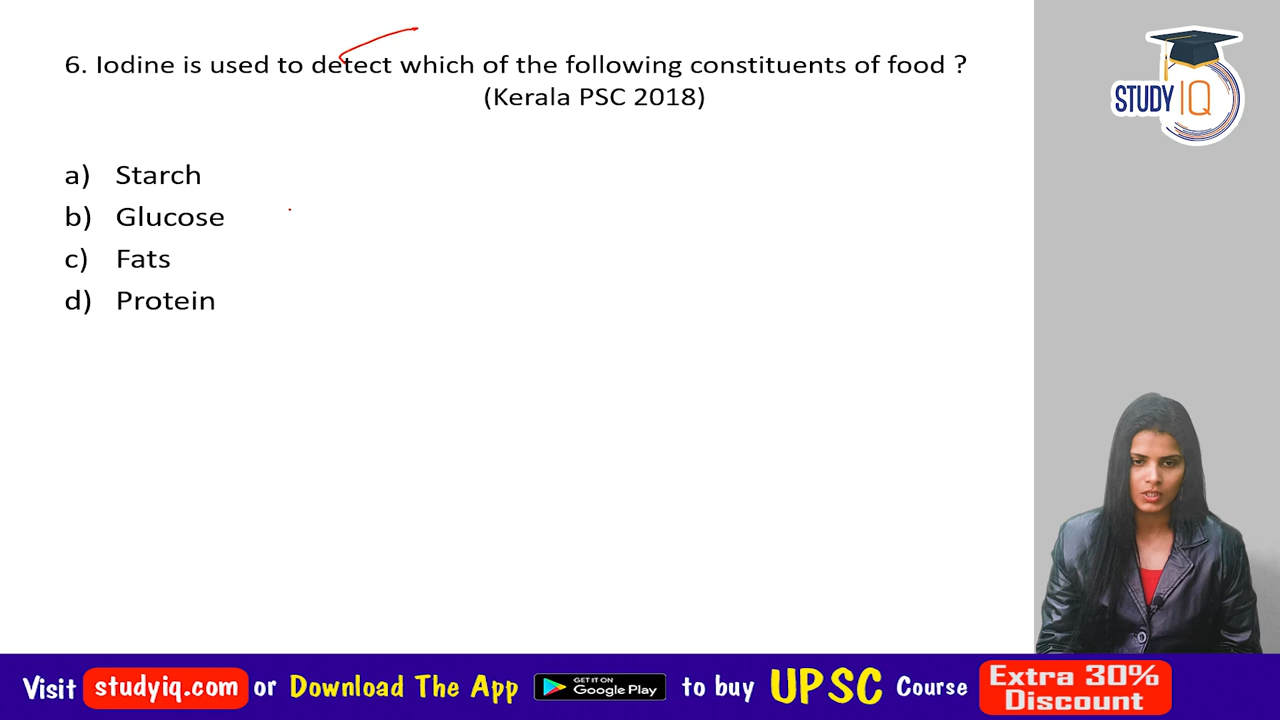 6. Iodine is used to detect which of the following constituents of food ?
(Kerala PSC 2018)
STUDY IQ
a) Starch
b) Glucose
c) Fats
d) Protein
Visit studyiq.com or Download The App GET IT ON Google Play to buy UPSC Course Extra 30% Discount